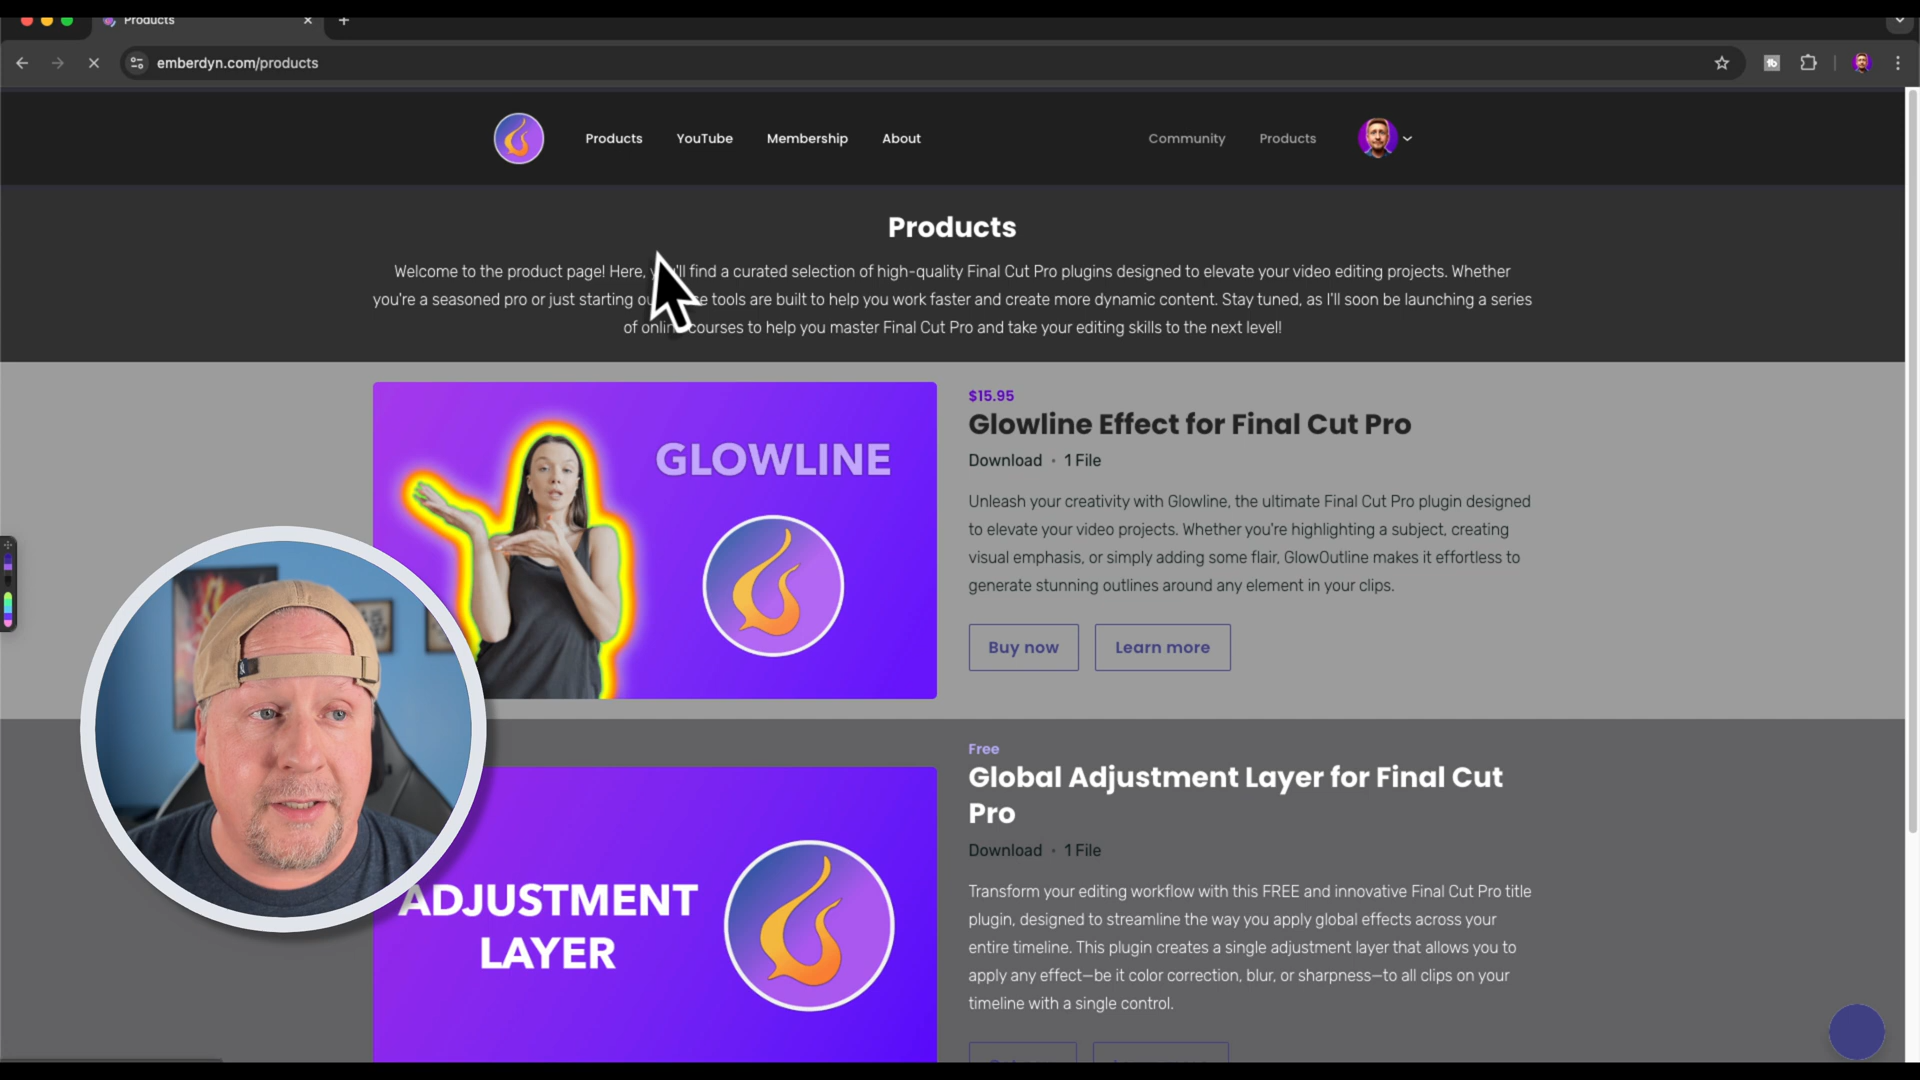 Products
emberdyn.com/products
Products YouTube Membership About Community Products
Products
Welcome to the product page! Here, you'll find a curated selection of high-quality Final Cut Pro plugins designed to elevate your video editing projects. Whether
you're a seasoned pro or just starting tools are built to help you work faster and create more dynamic content. Stay tuned, as I'll soon be launching a series
of online courses to help you master Final Cut Pro and take your editing skills to the next level!
GLOWLINE
$15.95
Glowline Effect for Final Cut Pro
Download • 1 File
Unleash your creativity with Glowline, the ultimate Final Cut Pro plugin designed
to elevate your video projects. Whether you're highlighting a subject, creating
visual emphasis, or simply adding some flair, GlowOutline makes it effortless to
generate stunning outlines around any element in your clips.
Buy now Learn more
ADJUSTMENT
LAYER
Free
Global Adjustment Layer for Final Cut
Pro
Download • 1 File
Transform your editing workflow with this FREE and innovative Final Cut Pro title
plugin, designed to streamline the way you apply global effects across your
entire timeline. This plugin creates a single adjustment layer that allows you to
apply any effect—be it color correction, blur, or sharpness—to all clips on your
timeline with a single control.